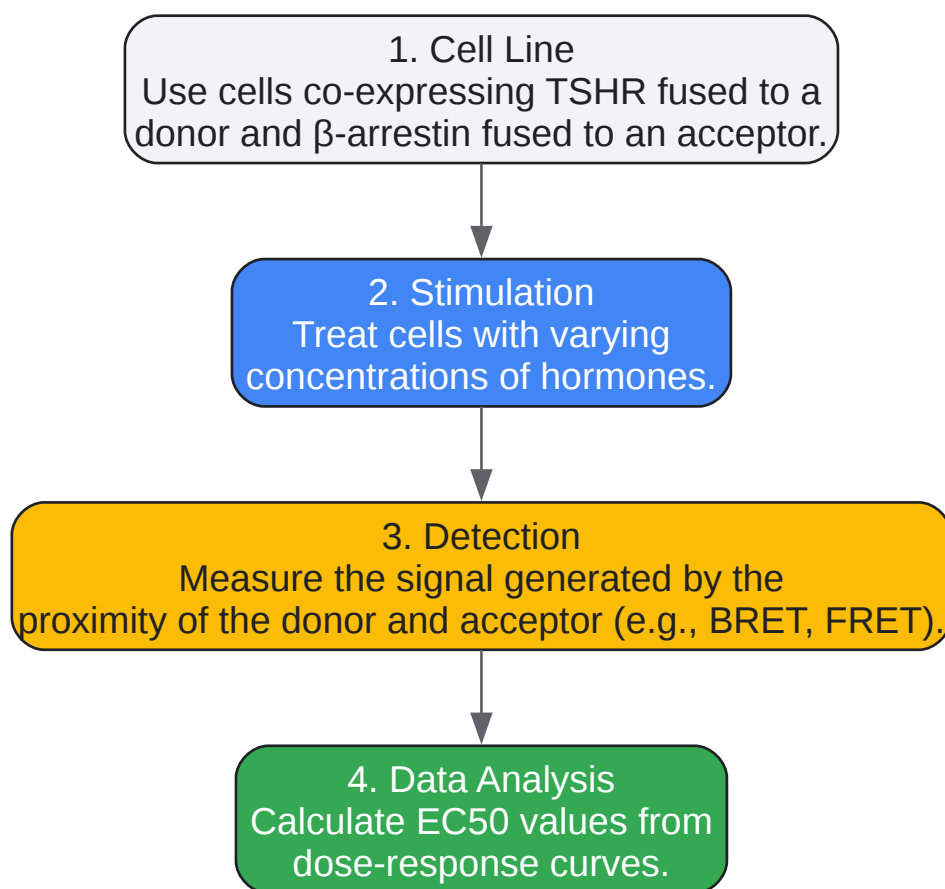 1. Cell Line
Use cells co-expressing TSHR fused to a
donor and β-arrestin fused to an acceptor.
2. Stimulation
Treat cells with varying
concentrations of hormones.
3. Detection
Measure the signal generated by the
proximity of the donor and acceptor (e.g., BRET, FRET).
4. Data Analysis
Calculate EC50 values from
dose-response curves.